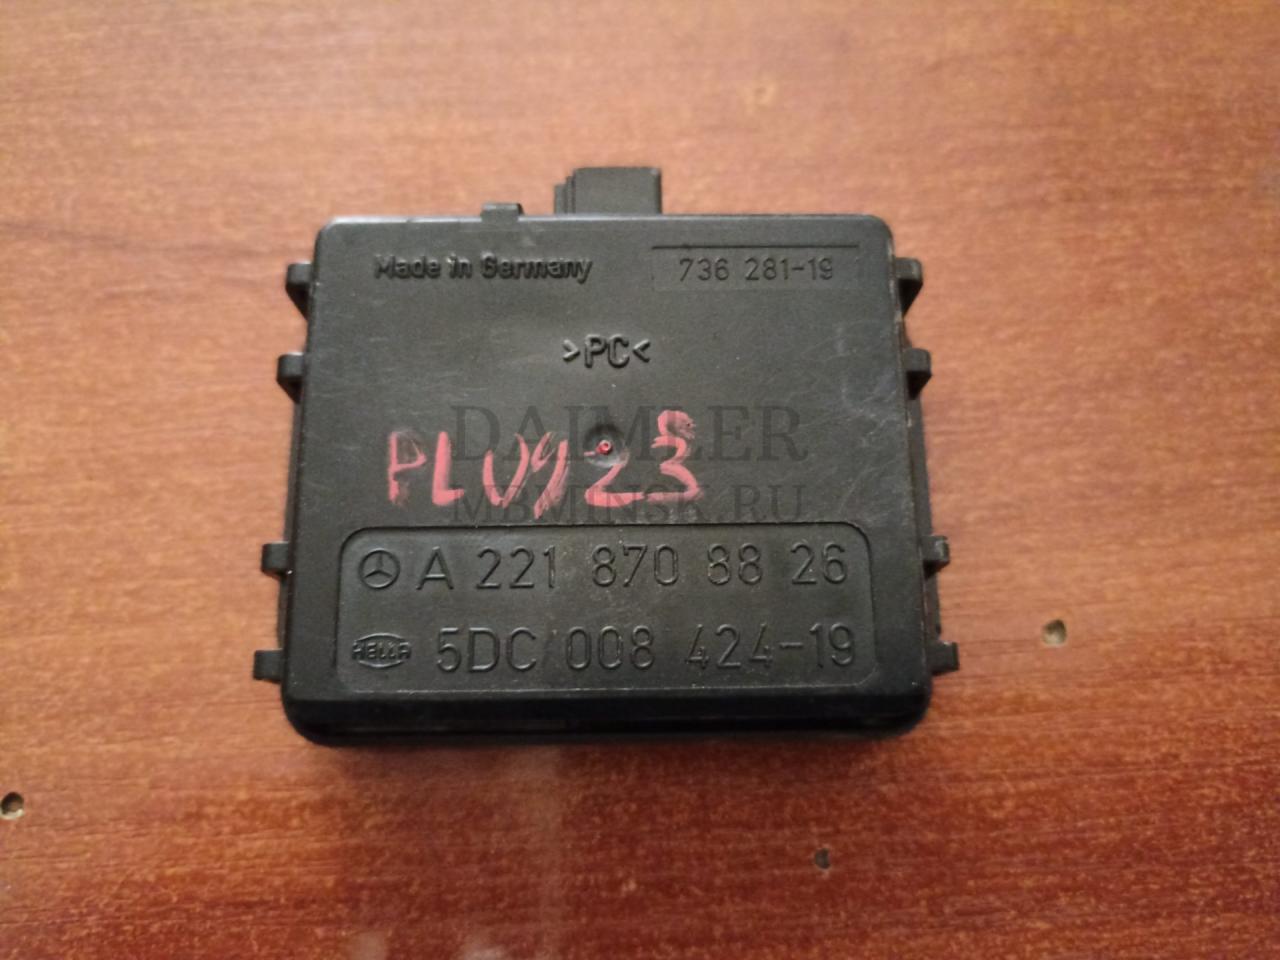 Made in Germany
736 281-19
>PC<
DAIMLER
MBMINSK.RU
A 221 870 88 26
HELLA
5DC 008 424-19